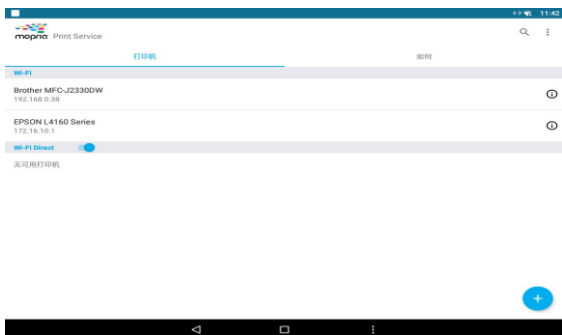 11:42
mopria Print Service
打印机
如何
Wi-Fi
Brother MFC-J2330DW
192.168.0.38
EPSON L4160 Series
172.16.10.1
Wi-Fi Direct
无可用打印机